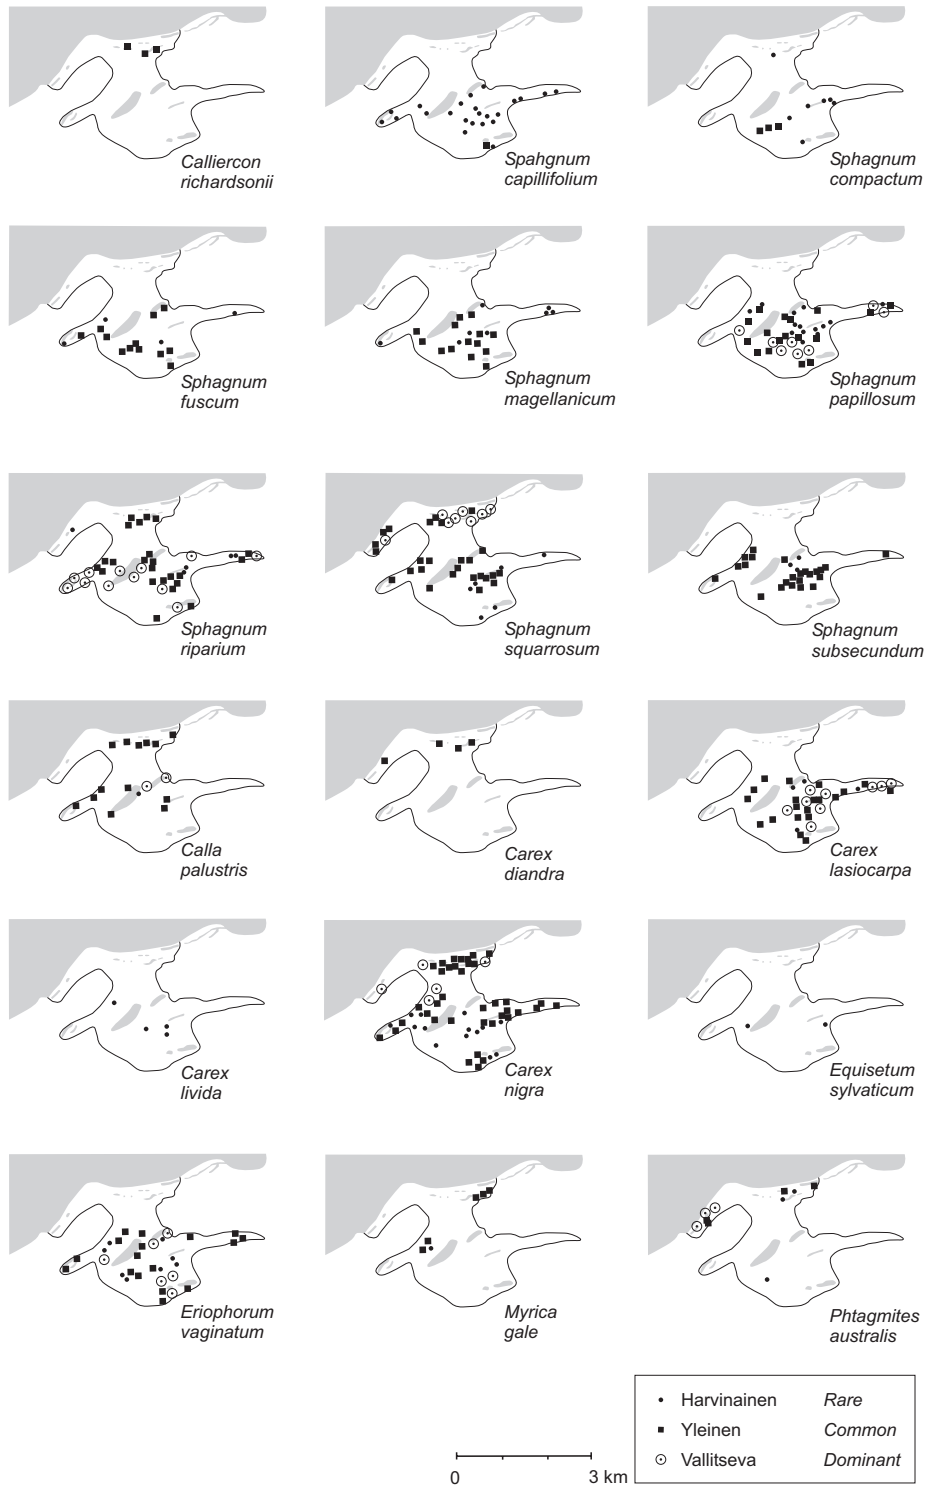 Calliercon
richardsonii
Spahgnum
capillifolium
Sphagnum
compactum
Sphagnum
fuscum
Sphagnum
magellanicum
Sphagnum
papillosum
Sphagnum
riparium
Sphagnum
squarrosum
Sphagnum
subsecundum
Calla
palustris
Carex
diandra
Carex
lasiocarpa
Carex
livida
Carex
nigra
Equisetum
sylvaticum
Eriophorum
vaginatum
Myrica
gale
Phtagmites
australis
Harvinainen Rare
Yleinen Common
Vallitseva Dominant
0 3 km